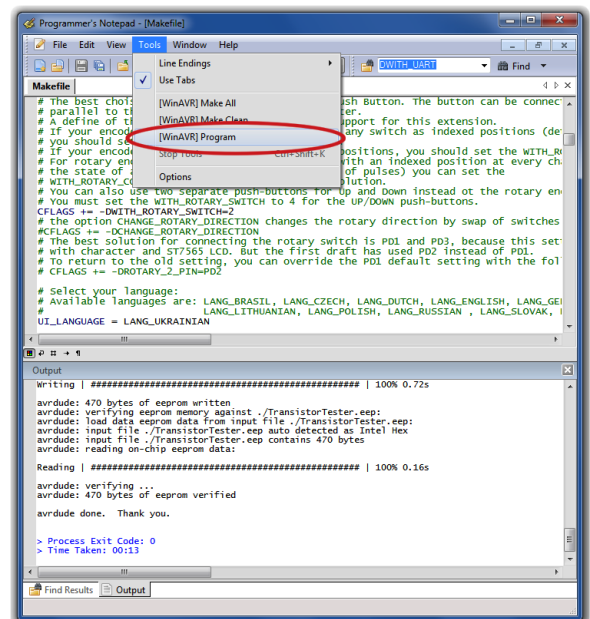 Programmer's Notepad - [Makefile]
File Edit View Tools Window Help
DWITH_UART Find
Makefile
Line Endings
Use Tabs
[WinAVR] Make All
[WinAVR] Make Clean
[WinAVR] Program
Stop Tools Ctrl+Shift+K
Options
# The best choi ush Button. The button can be connec
# parallel to th ter.
# A define of th upport for this extension.
# If your encod any switch as indexed positions (de
# you should se
# If your encod positions, you should set the WITH_R
# For rotary en with an indexed position at every cha
# the state of a of pulses) you can set the
# WITH_ROTARY_CO lution.
# You can also use two separate push-buttons for Up and Down instead ot the rotary en
# You must set the WITH_ROTARY_SWITCH to 4 for the UP/DOWN push-buttons.
CFLAGS += -DWITH_ROTARY_SWITCH=2
# the option CHANGE_ROTARY_DIRECTION changes the rotary direction by swap of switches
#CFLAGS += -DCHANGE_ROTARY_DIRECTION
# The best solution for connecting the rotary switch is PD1 and PD3, because this set
# with character and ST7565 LCD. But the first draft has used PD2 instead of PD1.
# To return to the old setting, you can override the PD1 default setting with the fol
# CFLAGS += -DROTARY_2_PIN=PD2
# Select your language:
# Available languages are: LANG_BRASIL, LANG_CZECH, LANG_DUTCH, LANG_ENGLISH, LANG_GE
# LANG_LITHUANIAN, LANG_POLISH, LANG_RUSSIAN , LANG_SLOVAK,
UI_LANGUAGE = LANG_UKRAINIAN
Output
Writing | ################################################## | 100% 0.72s
avrdude: 470 bytes of eeprom written
avrdude: verifying eeprom memory against ./TransistorTester.eep:
avrdude: load data eeprom data from input file ./TransistorTester.eep:
avrdude: input file ./TransistorTester.eep auto detected as Intel Hex
avrdude: input file ./TransistorTester.eep contains 470 bytes
avrdude: reading on-chip eeprom data:
Reading | ################################################## | 100% 0.16s
avrdude: verifying ...
avrdude: 470 bytes of eeprom verified
avrdude done.  Thank you.
> Process Exit Code: 0
> Time Taken: 00:13
Find Results Output